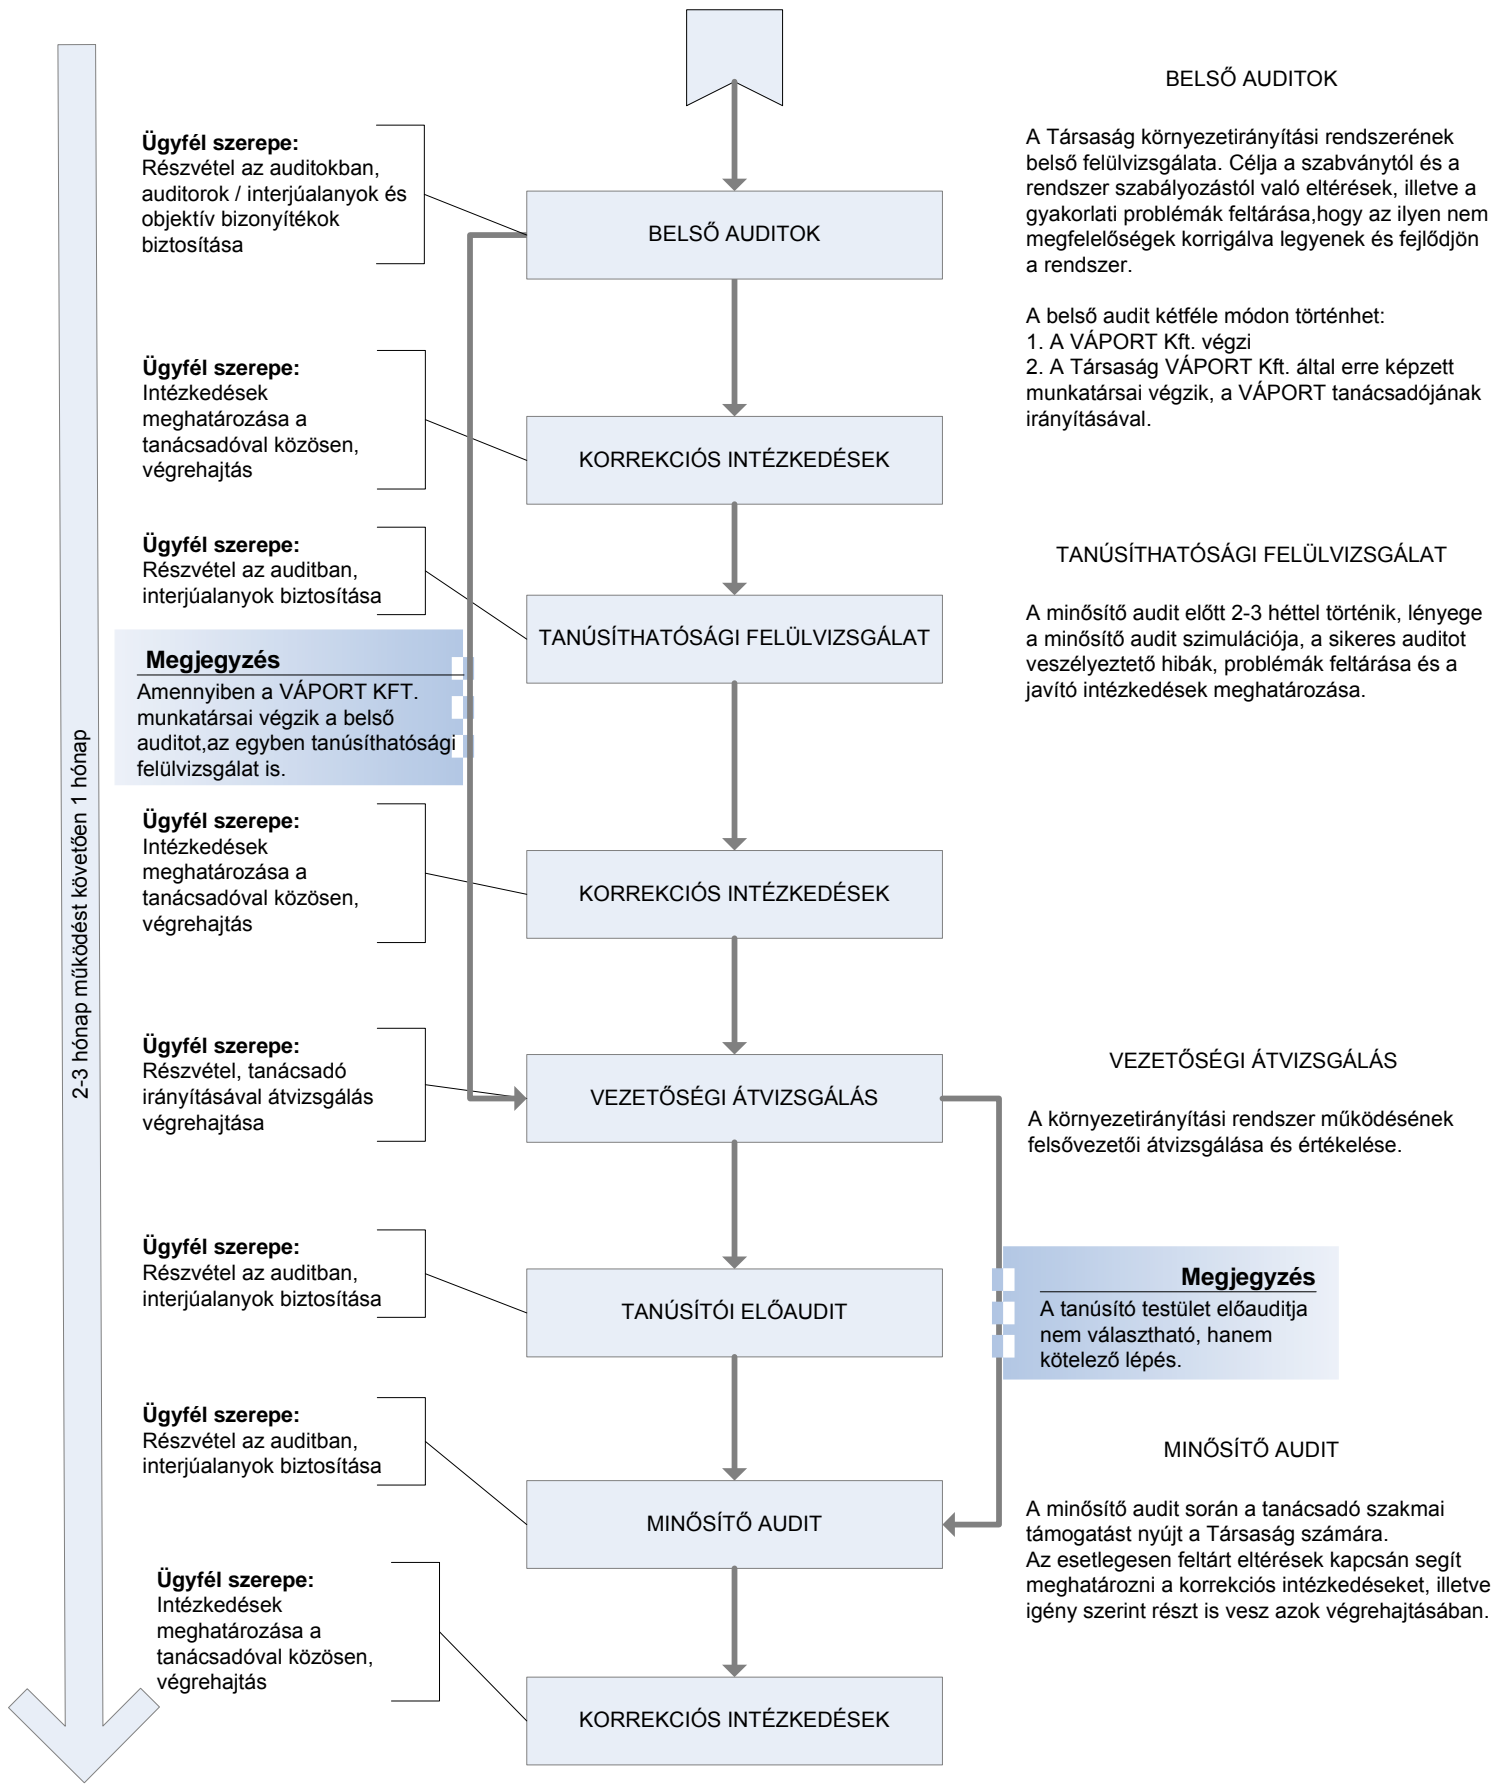 BELSŐ AUDITOK
A Társaság környezetirányítási rendszerének
belső felülvizsgálata. Célja a szabványtól és a
rendszer szabályozástól való eltérések, illetve a
gyakorlati problémák feltárása,hogy az ilyen nem
megfelelőségek korrigálva legyenek és fejlődjön
a rendszer.
A belső audit kétféle módon történhet:
1. A VÁPORT Kft. végzi
2. A Társaság VÁPORT Kft. által erre képzett
munkatársai végzik, a VÁPORT tanácsadójának
irányításával.
Ügyfél szerepe:
Részvétel az auditokban,
auditorok / interjúalanyok és
objektív bizonyítékok
biztosítása
BELSŐ AUDITOK
Ügyfél szerepe:
Intézkedések
meghatározása a
tanácsadóval közösen,
végrehajtás
KORREKCIÓS INTÉZKEDÉSEK
Ügyfél szerepe:
Részvétel az auditban,
interjúalanyok biztosítása
TANÚSÍTHATÓSÁGI FELÜLVIZSGÁLAT
TANÚSÍTHATÓSÁGI FELÜLVIZSGÁLAT
A minősítő audit előtt 2-3 héttel történik, lényege
a minősítő audit szimulációja, a sikeres auditot
veszélyeztető hibák, problémák feltárása és a
javító intézkedések meghatározása.
Megjegyzés
Amennyiben a VÁPORT KFT.
munkatársai végzik a belső
auditot,az egyben tanúsíthatósági
felülvizsgálat is.
2-3 hónap működést követően 1 hónap
Ügyfél szerepe:
Intézkedések
meghatározása a
tanácsadóval közösen,
végrehajtás
KORREKCIÓS INTÉZKEDÉSEK
Ügyfél szerepe:
Részvétel, tanácsadó
irányításával átvizsgálás
végrehajtása
VEZETŐSÉGI ÁTVIZSGÁLÁS
VEZETŐSÉGI ÁTVIZSGÁLÁS
A környezetirányítási rendszer működésének
felsővezetői átvizsgálása és értékelése.
Ügyfél szerepe:
Részvétel az auditban,
interjúalanyok biztosítása
TANÚSÍTÓI ELŐAUDIT
Megjegyzés
A tanúsító testület előauditja
nem választható, hanem
kötelező lépés.
Ügyfél szerepe:
Részvétel az auditban,
interjúalanyok biztosítása
MINŐSÍTŐ AUDIT
MINŐSÍTŐ AUDIT
A minősítő audit során a tanácsadó szakmai
támogatást nyújt a Társaság számára.
Az esetlegesen feltárt eltérések kapcsán segít
meghatározni a korrekciós intézkedéseket, illetve
igény szerint részt is vesz azok végrehajtásában.
Ügyfél szerepe:
Intézkedések
meghatározása a
tanácsadóval közösen,
végrehajtás
KORREKCIÓS INTÉZKEDÉSEK